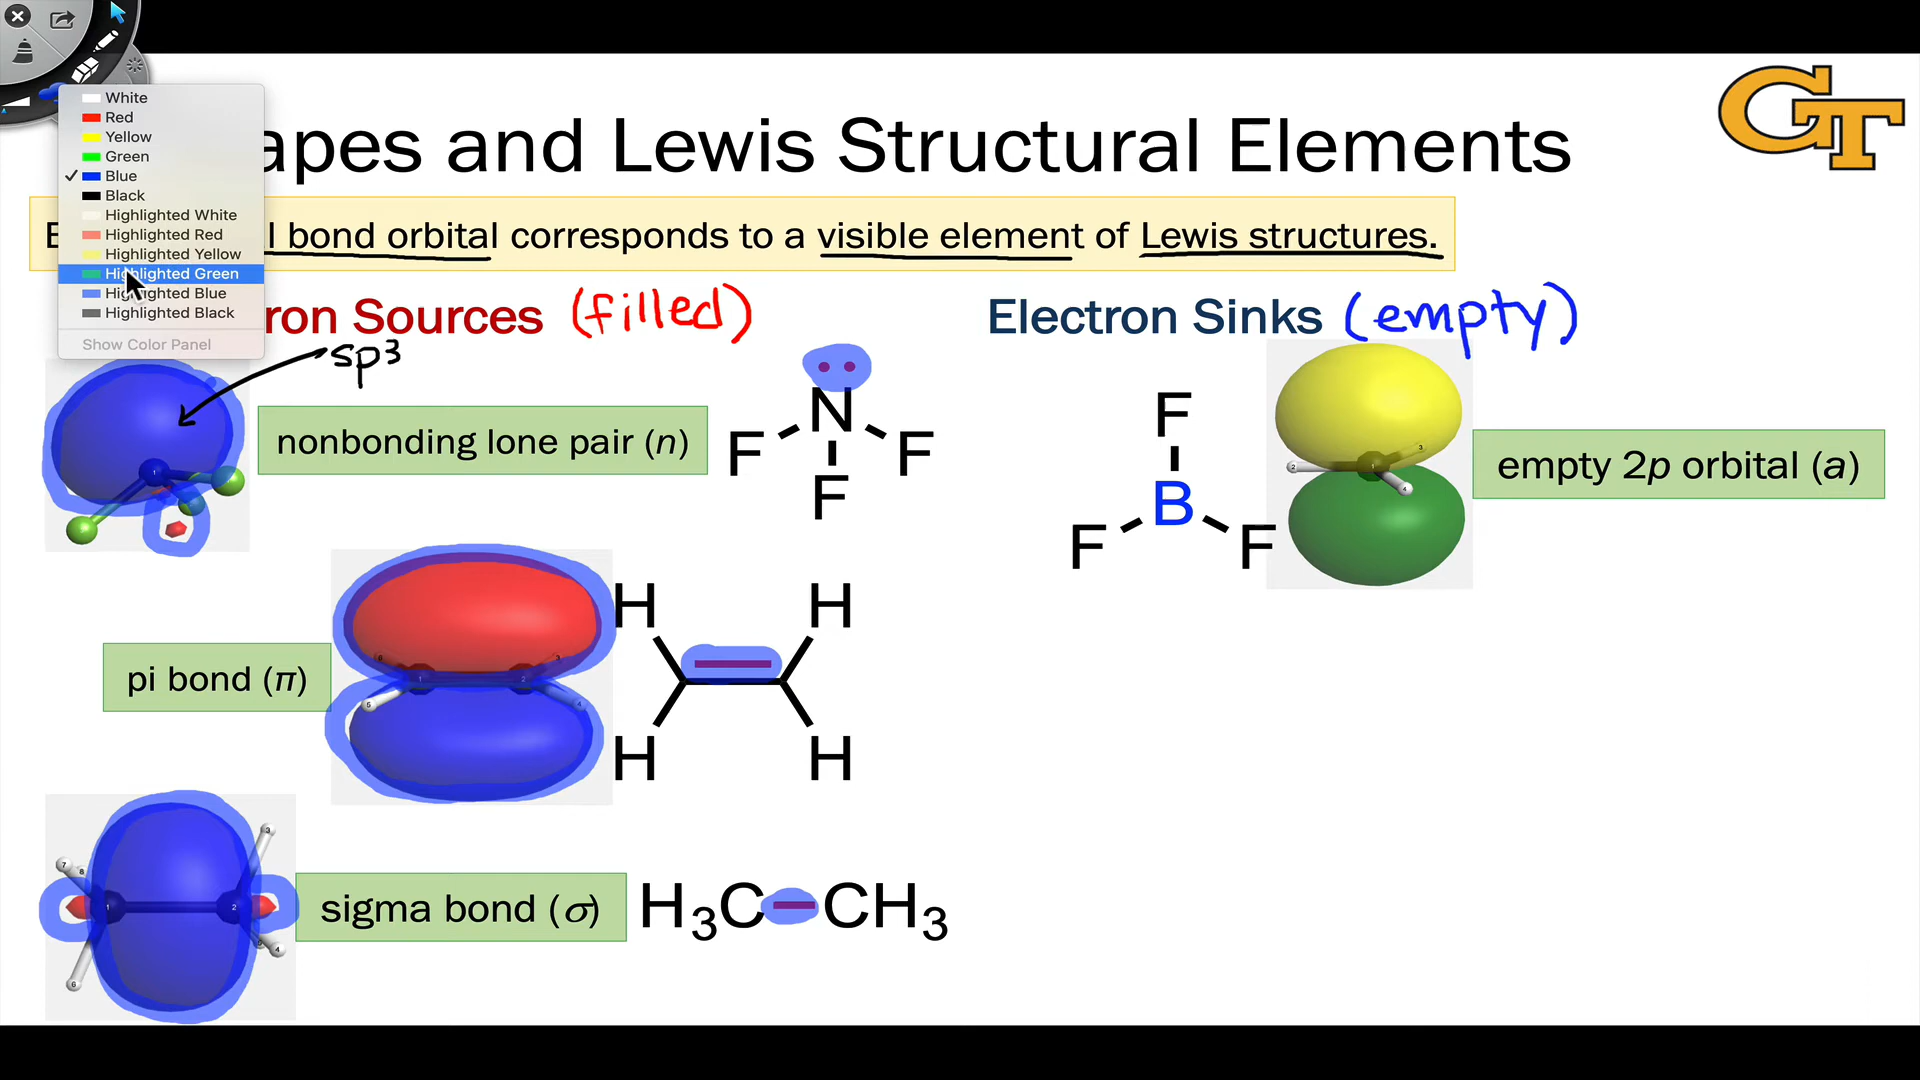 White
Red
Yellow
Green
Blue
Black
Highlighted White
Highlighted Red
Highlighted Yellow
Highlighted Green
Highlighted Blue
Highlighted Black
Show Color Panel
GT
apes and Lewis Structural Elements
l bond orbital corresponds to a visible element of Lewis structures.
ron Sources (filled)
Electron Sinks (empty)
sp³
nonbonding lone pair (n)
N
F F
F
F
B
F F
empty 2p orbital (a)
pi bond (π)
H H
H H
sigma bond (σ)
H₃C–CH₃